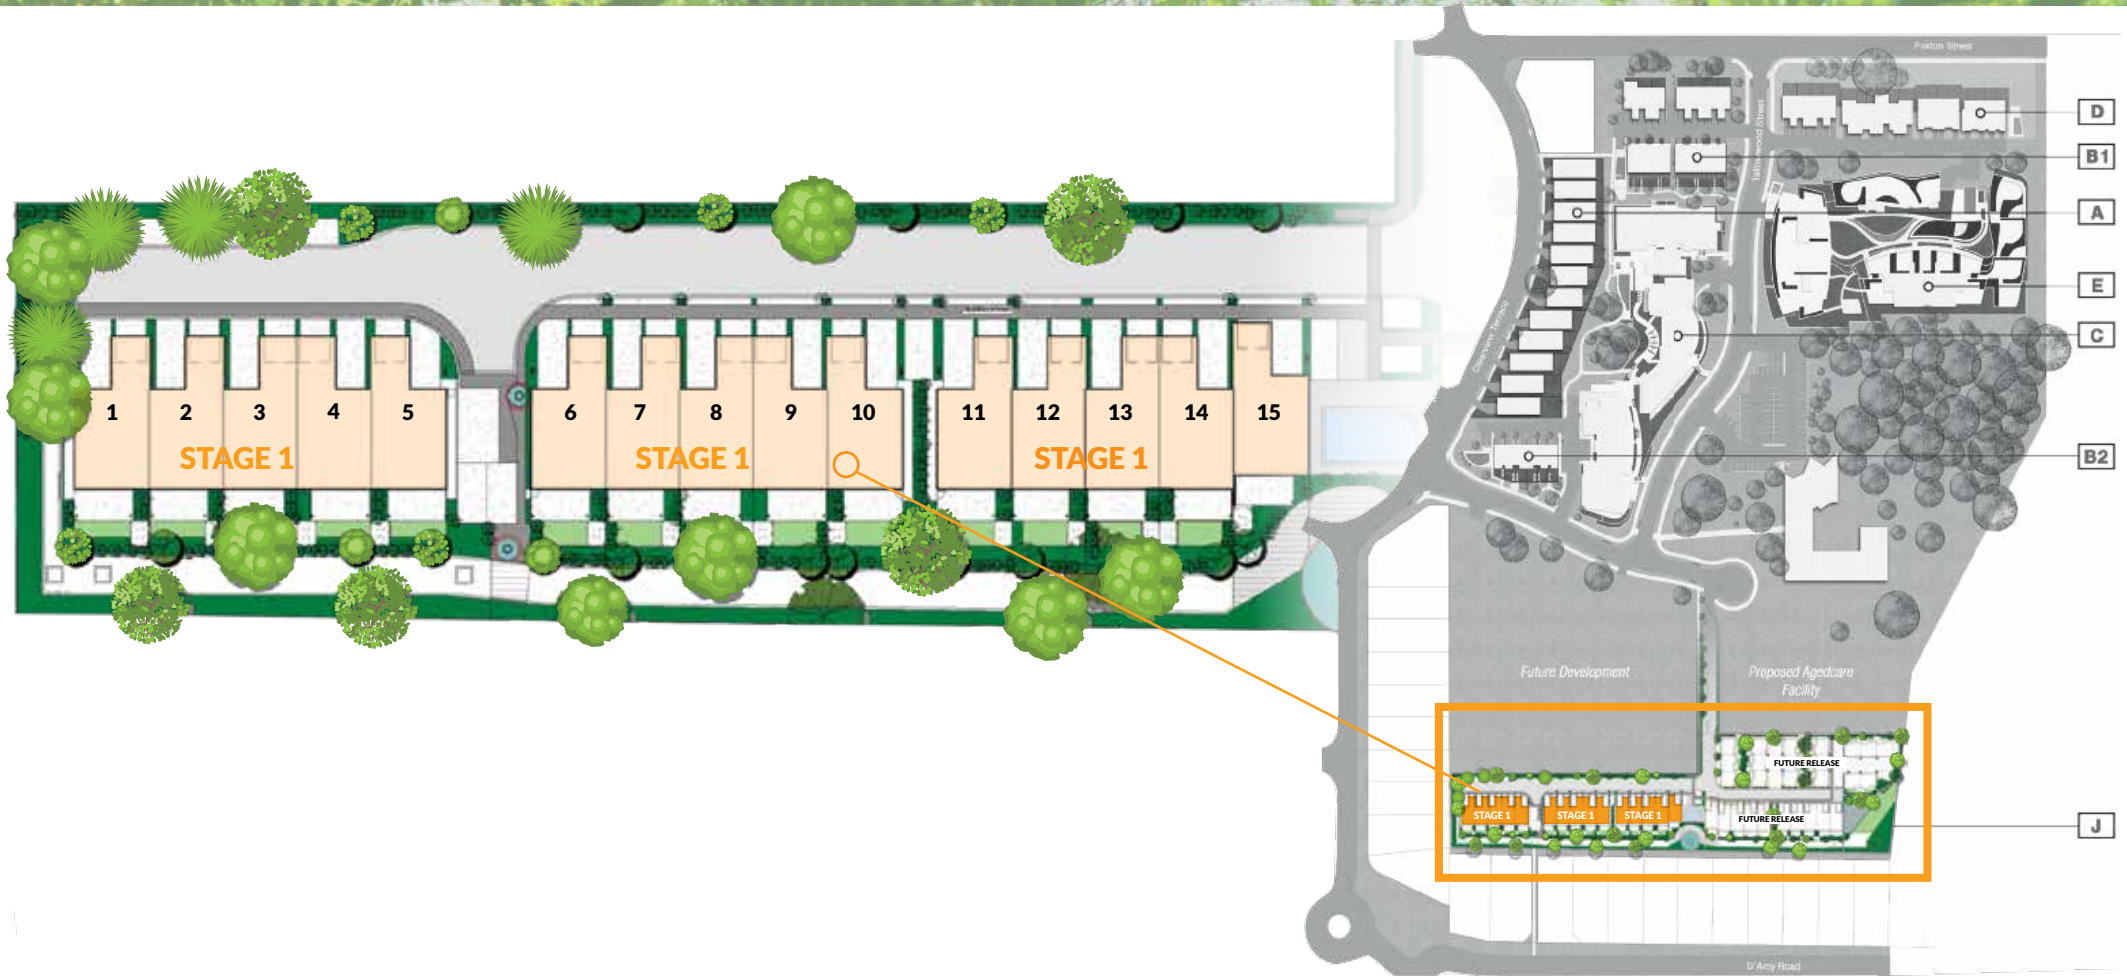 1
2
3
4
5
STAGE 1
6
7
8
9
10
STAGE 1
11
12
13
14
15
STAGE 1
Foxton Street
D
B1
A
E
C
B2
J
Future Development
Proposed Agedcare
Facility
FUTURE RELEASE
STAGE 1
STAGE 1
STAGE 1
FUTURE RELEASE
D'Arcy Road